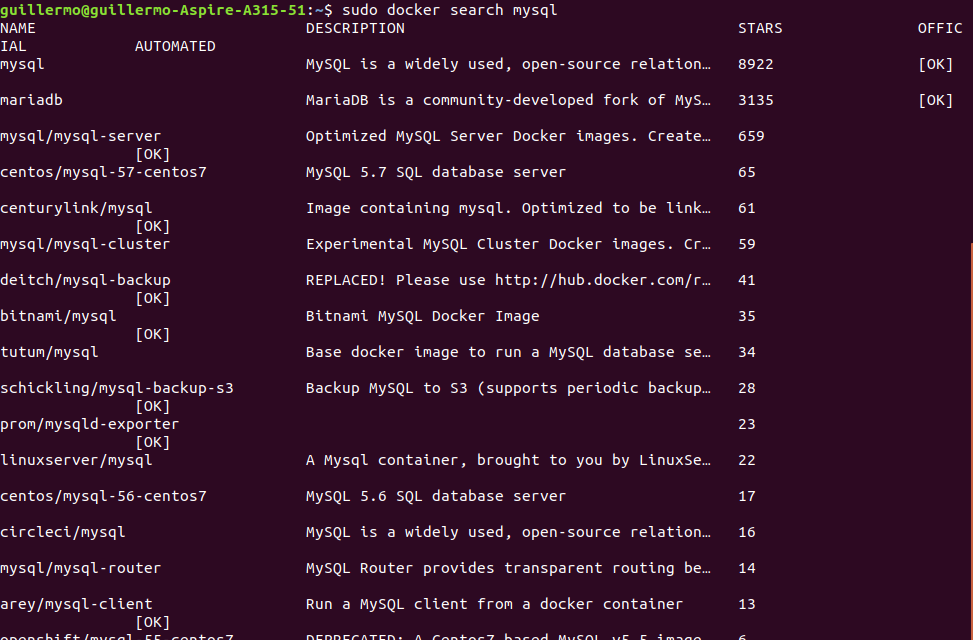 guillermo@guillermo-Aspire-A315-51:~$ sudo docker search mysql
NAME                              DESCRIPTION                                     STARS               OFFIC
IAL            AUTOMATED
mysql                             MySQL is a widely used, open-source relation…   8922                [OK]
mariadb                           MariaDB is a community-developed fork of MyS…   3135                [OK]
mysql/mysql-server                Optimized MySQL Server Docker images. Create…   659
               [OK]
centos/mysql-57-centos7           MySQL 5.7 SQL database server                   65
centurylink/mysql                 Image containing mysql. Optimized to be link…   61
               [OK]
mysql/mysql-cluster               Experimental MySQL Cluster Docker images. Cr…   59
deitch/mysql-backup               REPLACED! Please use http://hub.docker.com/r…   41
               [OK]
bitnami/mysql                     Bitnami MySQL Docker Image                      35
               [OK]
tutum/mysql                       Base docker image to run a MySQL database se…   34
schickling/mysql-backup-s3        Backup MySQL to S3 (supports periodic backup…   28
               [OK]
prom/mysqld-exporter                                                              23
               [OK]
linuxserver/mysql                 A Mysql container, brought to you by LinuxSe…   22
centos/mysql-56-centos7           MySQL 5.6 SQL database server                   17
circleci/mysql                    MySQL is a widely used, open-source relation…   16
mysql/mysql-router                MySQL Router provides transparent routing be…   14
arey/mysql-client                 Run a MySQL client from a docker container      13
               [OK]
openshift/mysql-55-centos7        DEPRECATED: A Centos7 based MySQL v5.5 image…   6